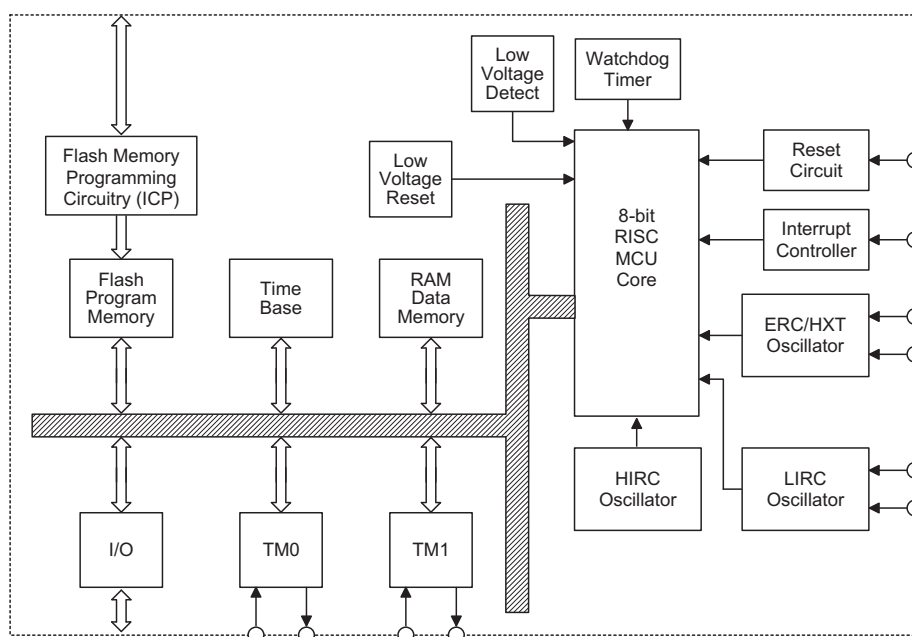 Low
Voltage
Detect
Watchdog
Timer
Flash Memory
Programming
Circuitry (ICP)
Low
Voltage
Reset
8-bit
RISC
MCU
Core
Reset
Circuit
Interrupt
Controller
Flash
Program
Memory
Time
Base
RAM
Data
Memory
ERC/HXT
Oscillator
HIRC
Oscillator
LIRC
Oscillator
I/O
TM0
TM1